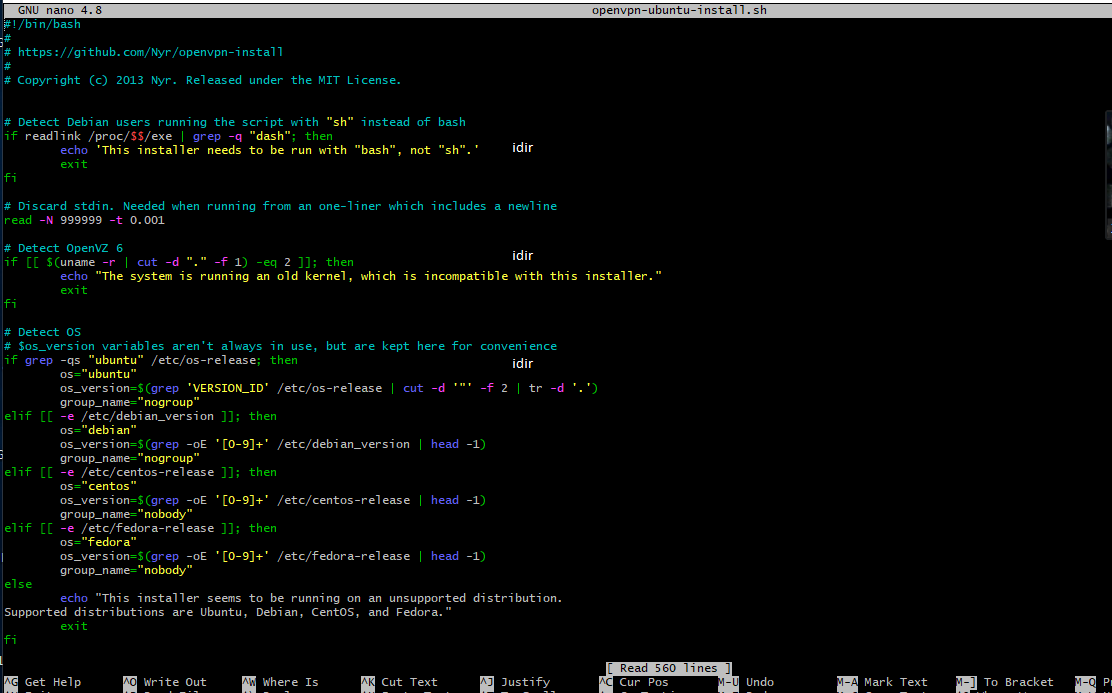 GNU nano 4.8 openvpn-ubuntu-install.sh
#!/bin/bash
#
# https://github.com/Nyr/openvpn-install
#
# Copyright (c) 2013 Nyr. Released under the MIT License.
# Detect Debian users running the script with "sh" instead of bash
if readlink /proc/$$/exe | grep -q "dash"; then
echo 'This installer needs to be run with "bash", not "sh".' idir
exit
fi
# Discard stdin. Needed when running from an one-liner which includes a newline
read -N 999999 -t 0.001
# Detect OpenVZ 6
if [[ $(uname -r | cut -d "." -f 1) -eq 2 ]]; then idir
echo "The system is running an old kernel, which is incompatible with this installer."
exit
fi
# Detect OS
# $os_version variables aren't always in use, but are kept here for convenience
if grep -qs "ubuntu" /etc/os-release; then idir
os="ubuntu"
os_version=$(grep 'VERSION_ID' /etc/os-release | cut -d '"' -f 2 | tr -d '.')
group_name="nogroup"
elif [[ -e /etc/debian_version ]]; then
os="debian"
os_version=$(grep -oE '[0-9]+' /etc/debian_version | head -1)
group_name="nogroup"
elif [[ -e /etc/centos-release ]]; then
os="centos"
os_version=$(grep -oE '[0-9]+' /etc/centos-release | head -1)
group_name="nobody"
elif [[ -e /etc/fedora-release ]]; then
os="fedora"
os_version=$(grep -oE '[0-9]+' /etc/fedora-release | head -1)
group_name="nobody"
else
echo "This installer seems to be running on an unsupported distribution.
Supported distributions are Ubuntu, Debian, CentOS, and Fedora."
exit
fi
[ Read 560 lines ]
^G Get Help ^O Write Out ^W Where Is ^K Cut Text ^J Justify ^C Cur Pos M-U Undo M-A Mark Text M-] To Bracket M-Q